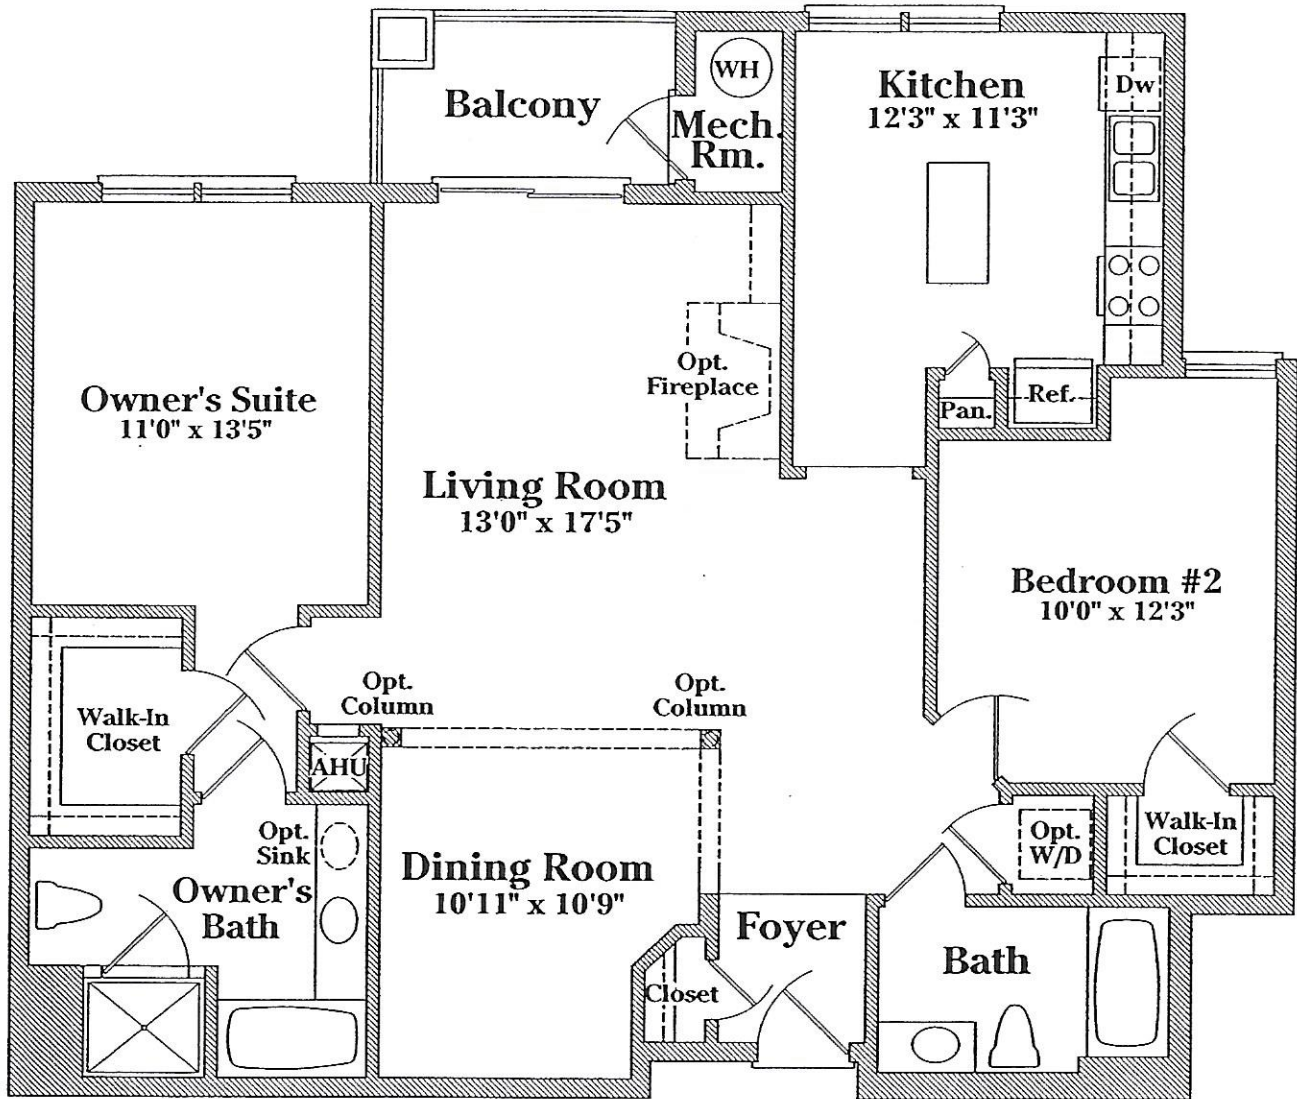 Balcony
WH
Mech.
Rm.
Kitchen
12'3" x 11'3"
Dw
Owner's Suite
11'0" x 13'5"
Opt.
Fireplace
Pan.
Ref.
Living Room
13'0" x 17'5"
Bedroom #2
10'0" x 12'3"
Walk-In
Closet
Opt.
Column
Opt.
Column
AHU
Opt.
Sink
Owner's
Bath
Dining Room
10'11" x 10'9"
Opt.
W/D
Walk-In
Closet
Foyer
Closet
Bath